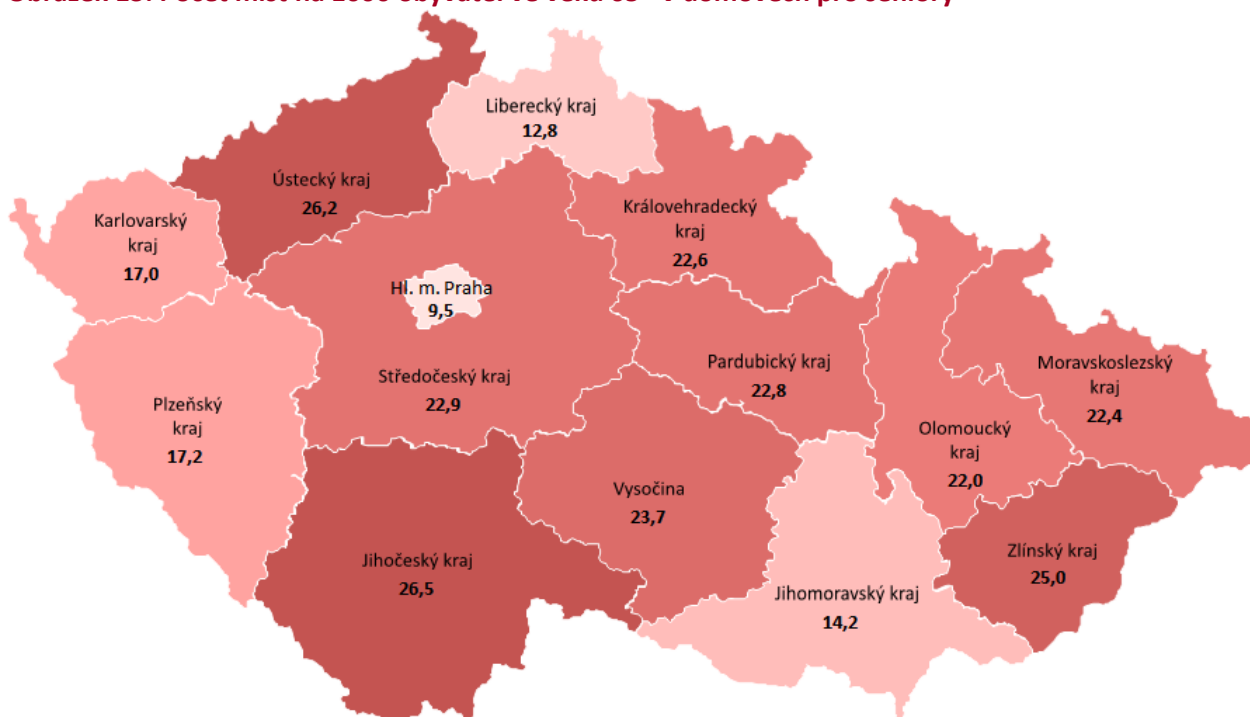 Liberecký kraj
12,8
Ústecký kraj
26,2
Karlovarský
kraj
17,0
Královehradecký
kraj
22,6
Hl. m. Praha
9,5
Středočeský kraj
22,9
Pardubický kraj
22,8
Moravskoslezský
kraj
22,4
Plzeňský
kraj
17,2
Olomoucký
kraj
22,0
Vysočina
23,7
Jihočeský kraj
26,5
Jihomoravský kraj
14,2
Zlínský kraj
25,0